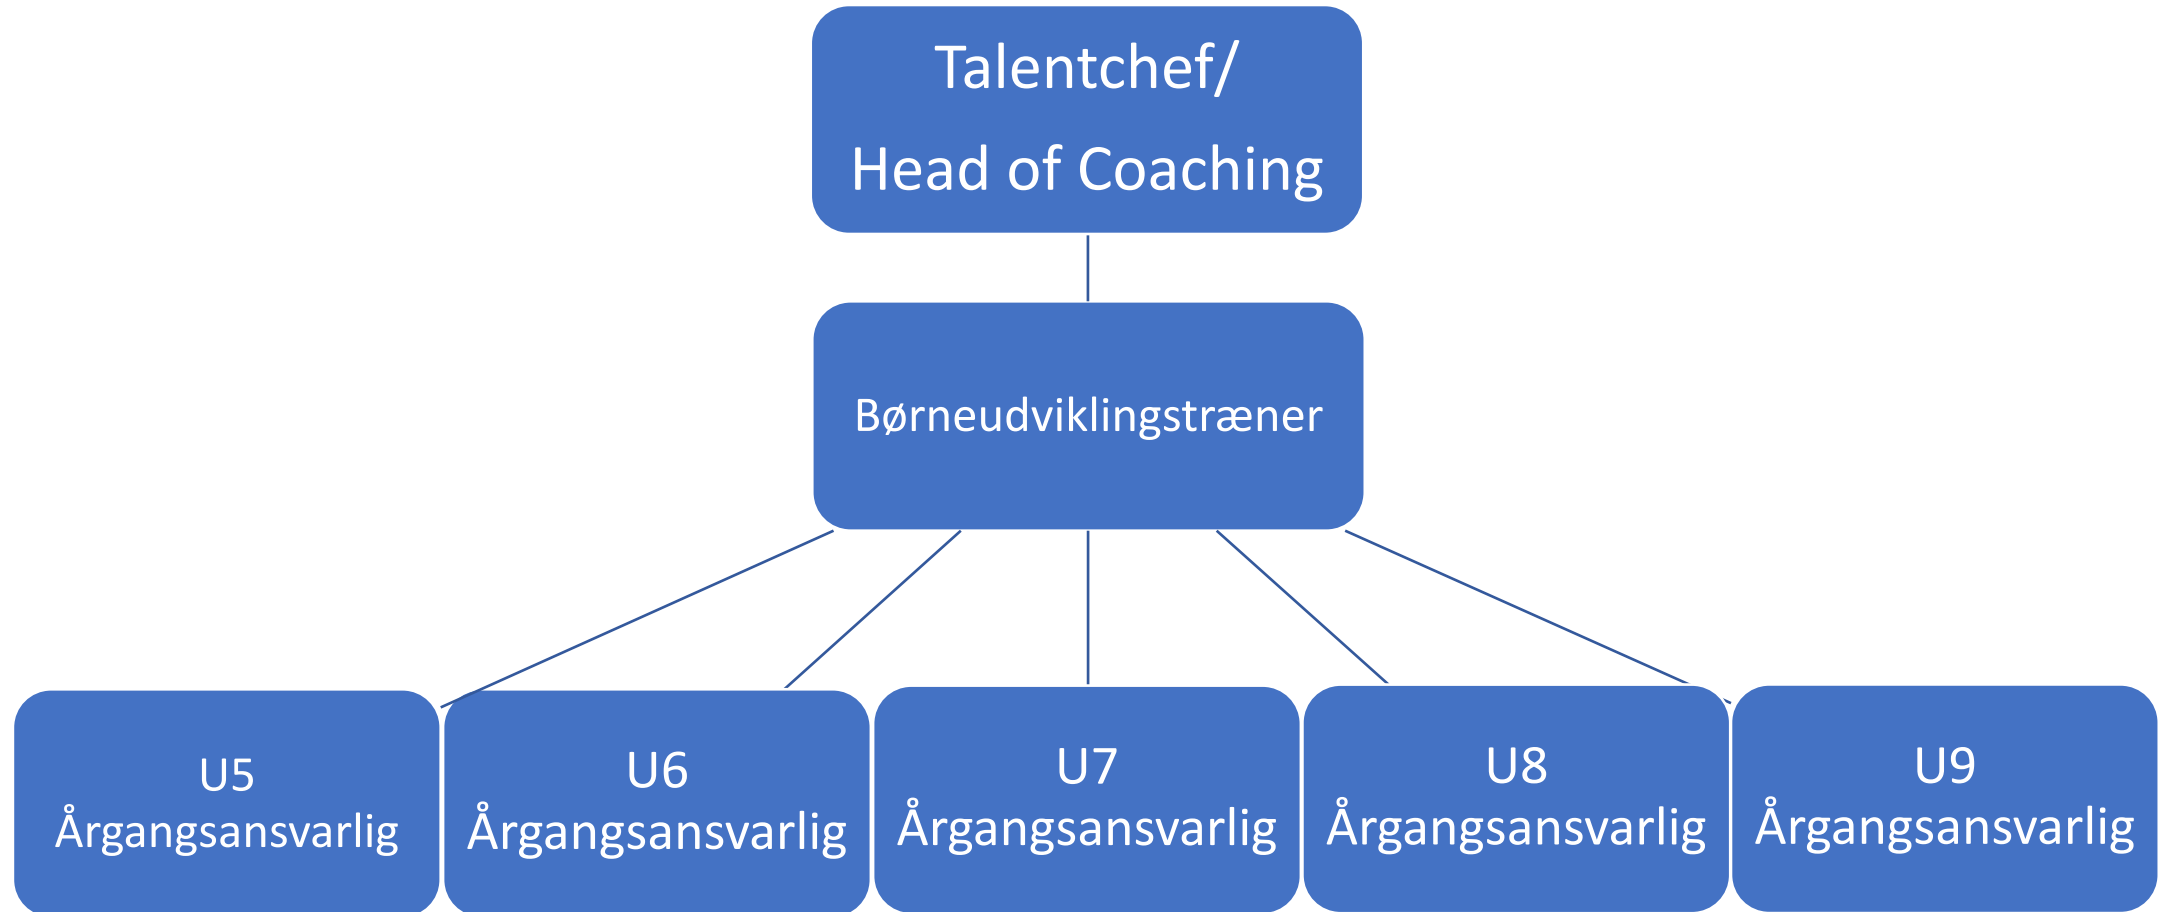 Talentchef/
Head of Coaching
Børneudviklingstræner
U5
Årgangsansvarlig
U6
Årgangsansvarlig
U7
Årgangsansvarlig
U8
Årgangsansvarlig
U9
Årgangsansvarlig